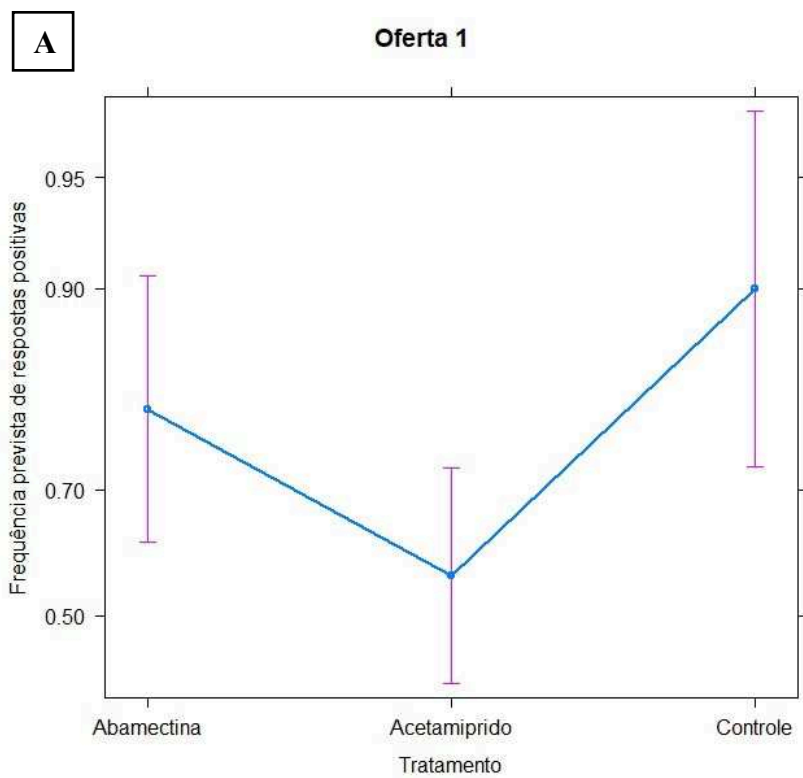 A
Oferta 1
Frequência prevista de respostas positivas
0.95
0.90
0.70
0.50
Abamectina Acetamiprido Controle
Tratamento